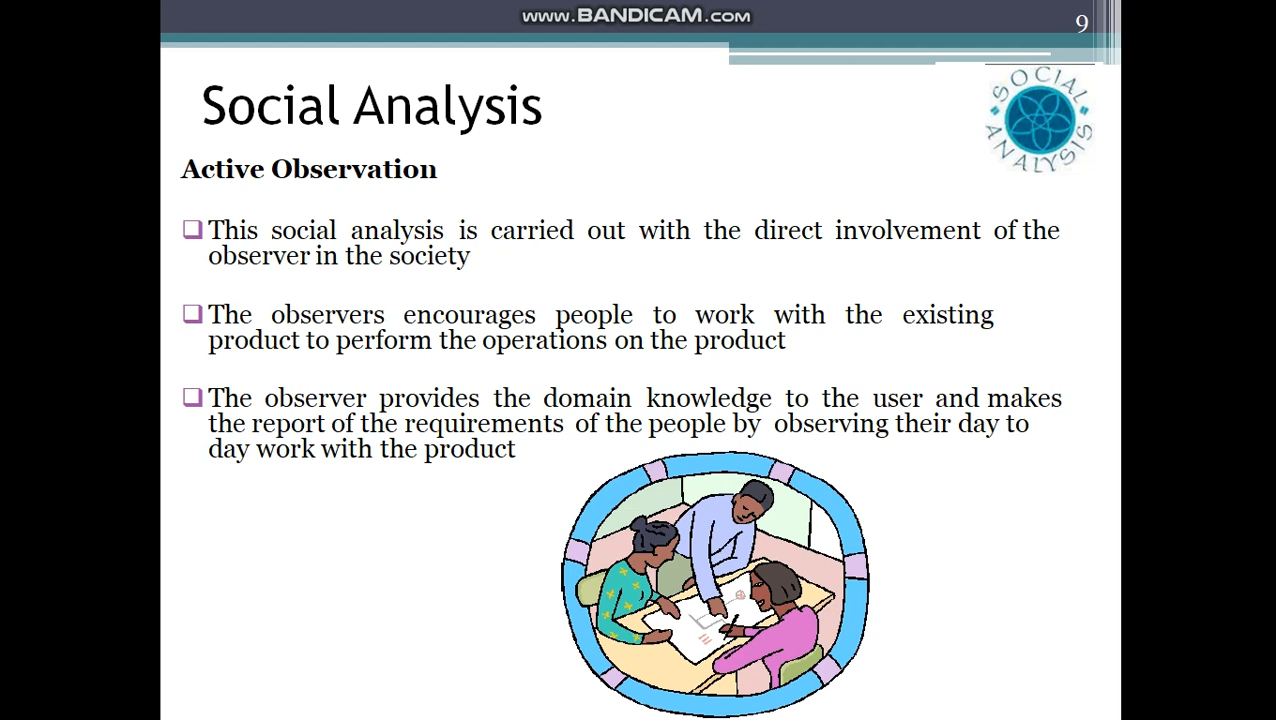 www.BANDICAM.com
9
Social Analysis
SOCIAL ANALYSIS
Active Observation
This social analysis is carried out with the direct involvement of the
observer in the society
The observers encourages people to work with the existing
product to perform the operations on the product
The observer provides the domain knowledge to the user and makes
the report of the requirements of the people by observing their day to
day work with the product